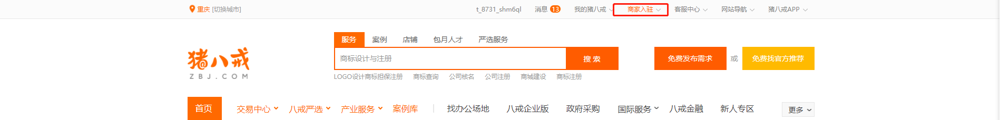 重庆 [切换城市] t_8731_shm6ql 消息 13 我的猪八戒 商家入驻 客服中心 网站导航 猪八戒APP
服务 案例 店铺 包月人才 严选服务
猪八戒
ZBJ.COM
商标设计与注册 搜 索 免费发布需求 或 免费找官方推荐
LOGO设计商标担保注册 商标查询 公司核名 公司注册 商城建设 商标注册
首页 交易中心 八戒严选 产业服务 案例库 找办公场地 八戒企业版 政府采购 国际服务 八戒金融 新人专区 更多